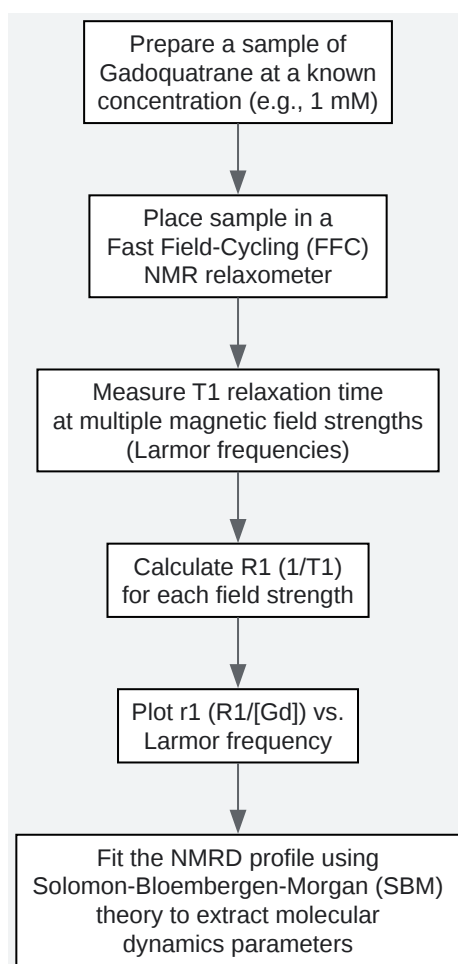 Prepare a sample of
Gadoquatrane at a known
concentration (e.g., 1 mM)
Place sample in a
Fast Field-Cycling (FFC)
NMR relaxometer
Measure T1 relaxation time
at multiple magnetic field strengths
(Larmor frequencies)
Calculate R1 (1/T1)
for each field strength
Plot r1 (R1/[Gd]) vs.
Larmor frequency
Fit the NMRD profile using
Solomon-Bloembergen-Morgan (SBM)
theory to extract molecular
dynamics parameters